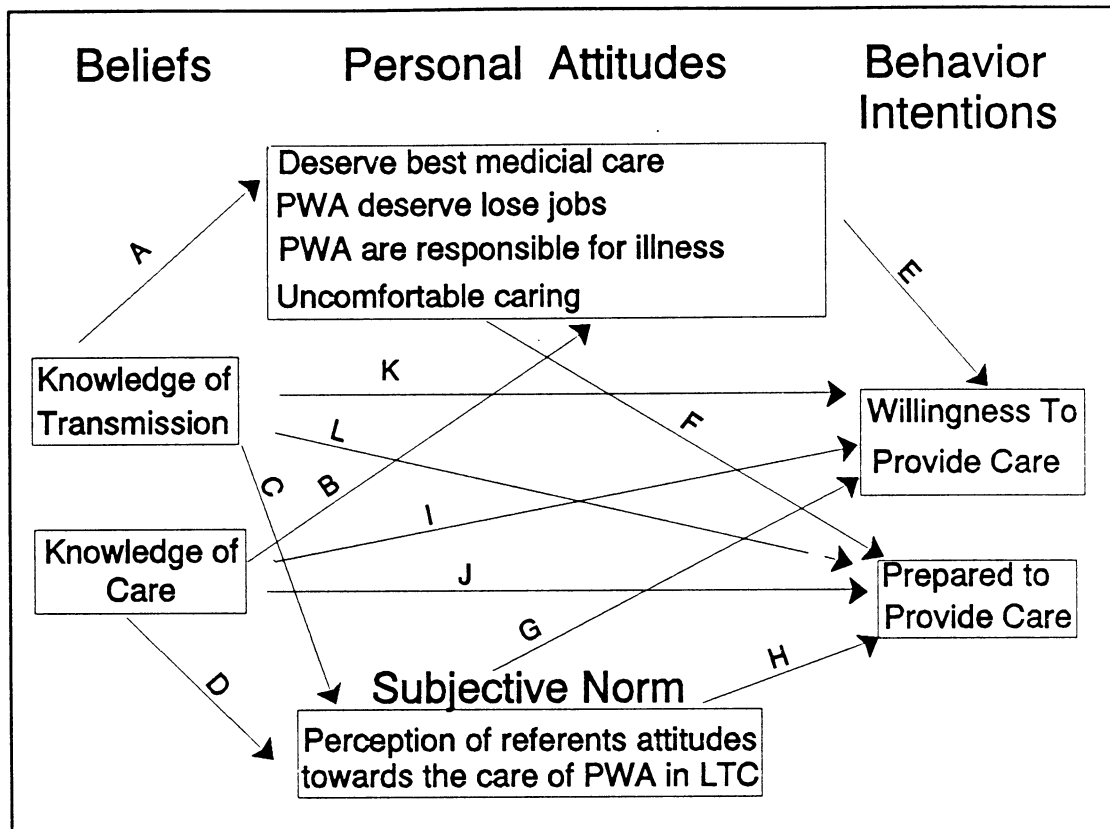 Beliefs
Personal Attitudes
Behavior
Intentions
Deserve best medicial care
PWA deserve lose jobs
PWA are responsible for illness
Uncomfortable caring
A
E
Knowledge of
Transmission
K
L
F
Willingness To
Provide Care
C
B
I
Knowledge of
Care
J
Prepared to
Provide Care
G
H
D
Subjective Norm
Perception of referents attitudes
towards the care of PWA in LTC